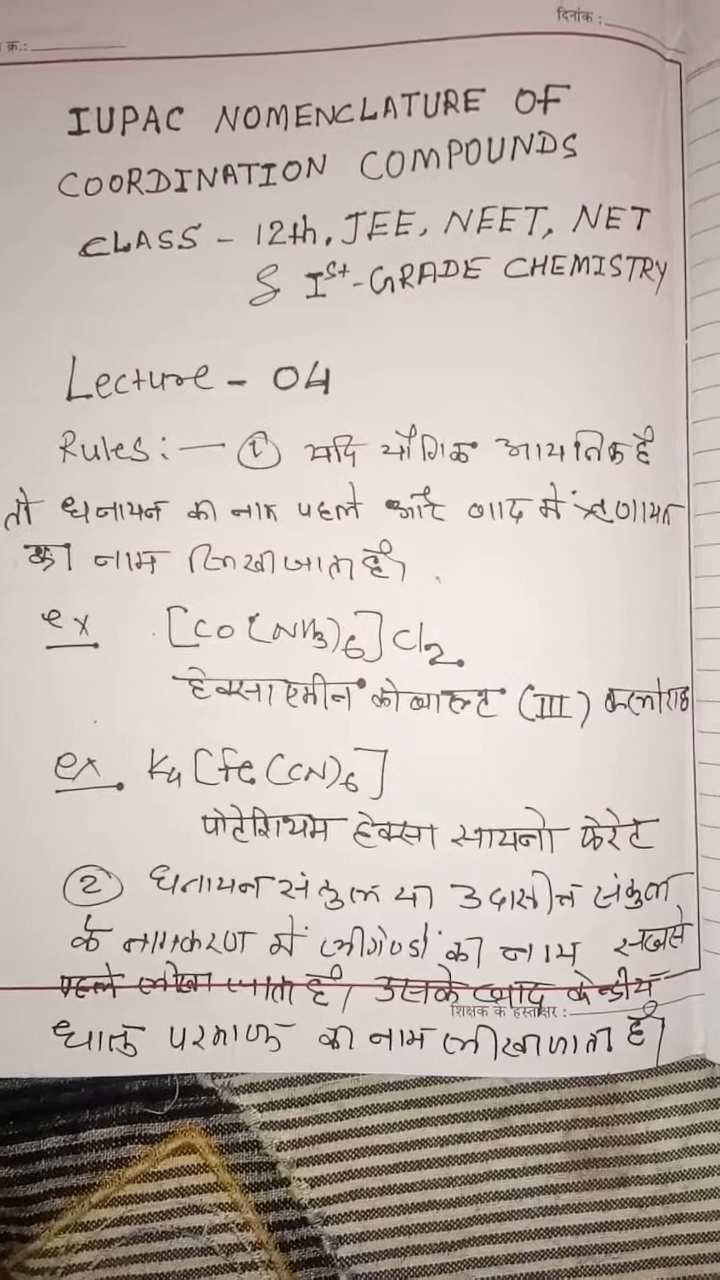 दिनांक :
क्र.:
IUPAC NOMENCLATURE OF
COORDINATION COMPOUNDS
CLASS - 12th, JEE, NEET, NET
& Ist-GRADE CHEMISTRY
Lecture - 04
Rules:— ① यदि यौगिक आयनिक है
तो धनायन का नाम पहले और बाद में ऋणायन
का नाम लिखा जाता है।
ex [CO(NH3)6]Cl2.
हेक्साएमीन कोबाल्ट (III) क्लोराइड
ex. K4[Fe(CN)6]
पोटेशियम हेक्सा सायनो फेरेट
② धनायन संकुल या उदासीन संकुल
के नामकरण में लीगेण्डों का नाम सबसे
पहले लीखा जाता है। उसके बाद केन्द्रीय
शिक्षक के हस्ताक्षर :
धातु परमाणु का नाम लीखा जाता है।